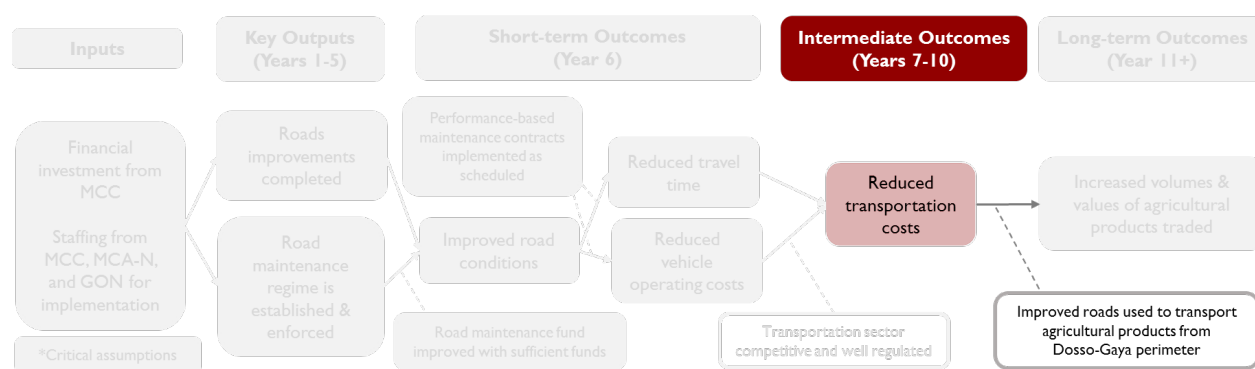 Inputs
Key Outputs
(Years 1-5)
Short-term Outcomes
(Year 6)
Intermediate Outcomes
(Years 7-10)
Long-term Outcomes
(Year 11+)
Financial
investment from
MCC
Staffing from
MCC, MCA-N,
and GON for
implementation
*Critical assumptions
Roads
improvements
completed
Road
maintenance
regime is
established &
enforced
Performance-based
maintenance contracts
implemented as
scheduled
Improved road
conditions
Road maintenance fund
improved with sufficient funds
Reduced travel
time
Reduced
vehicle
operating costs
Transportation sector
competitive and well regulated
Reduced
transportation
costs
Increased volumes &
values of agricultural
products traded
Improved roads used to transport
agricultural products from
Dosso-Gaya perimeter